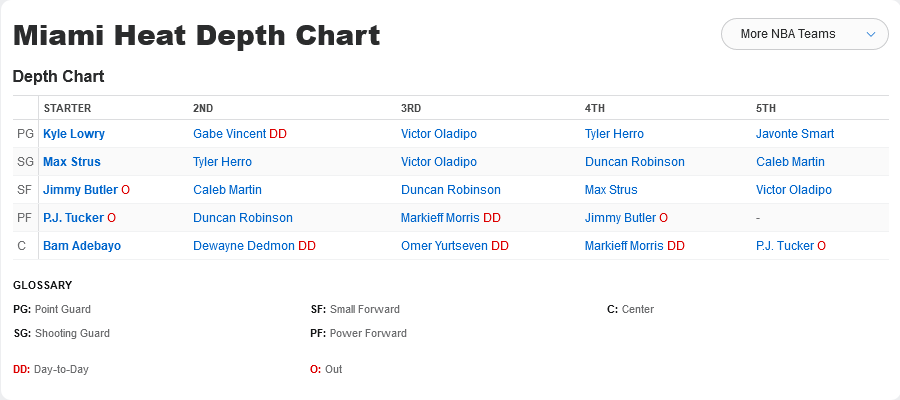 Miami Heat Depth Chart
More NBA Teams
Depth Chart
STARTER 2ND 3RD 4TH 5TH
PG Kyle Lowry Gabe Vincent DD Victor Oladipo Tyler Herro Javonte Smart
SG Max Strus Tyler Herro Victor Oladipo Duncan Robinson Caleb Martin
SF Jimmy Butler O Caleb Martin Duncan Robinson Max Strus Victor Oladipo
PF P.J. Tucker O Duncan Robinson Markieff Morris DD Jimmy Butler O -
C Bam Adebayo Dewayne Dedmon DD Omer Yurtseven DD Markieff Morris DD P.J. Tucker O
GLOSSARY
PG: Point Guard SF: Small Forward C: Center
SG: Shooting Guard PF: Power Forward
DD: Day-to-Day O: Out